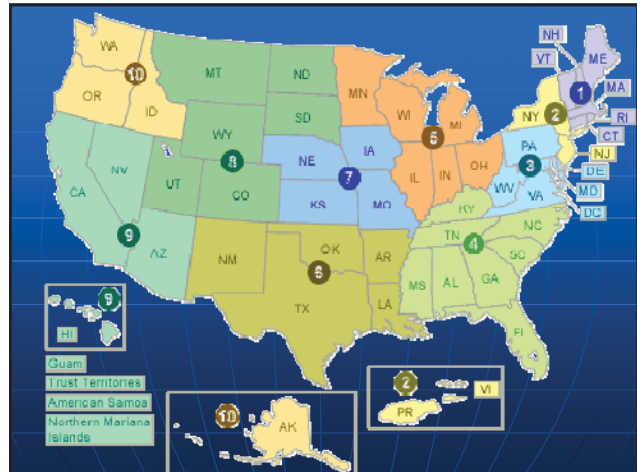 NH
WA
VT
ME
MT
ND
10
MN
1
MA
OR
ID
SD
WI
NY
2
MI
RI
WY
5
CT
PA
NJ
IA
8
NE
3
DE
NV
OH
7
IL
IN
WV
MD
UT
CO
VA
CA
KS
MO
DC
KY
NC
9
TN
4
OK
AZ
NM
AR
SC
6
MS
AL
GA
TX
LA
9
FL
HI
Guam
2
Trust Territories
VI
American Samoa
10
PR
Northern Mariana
AK
Islands